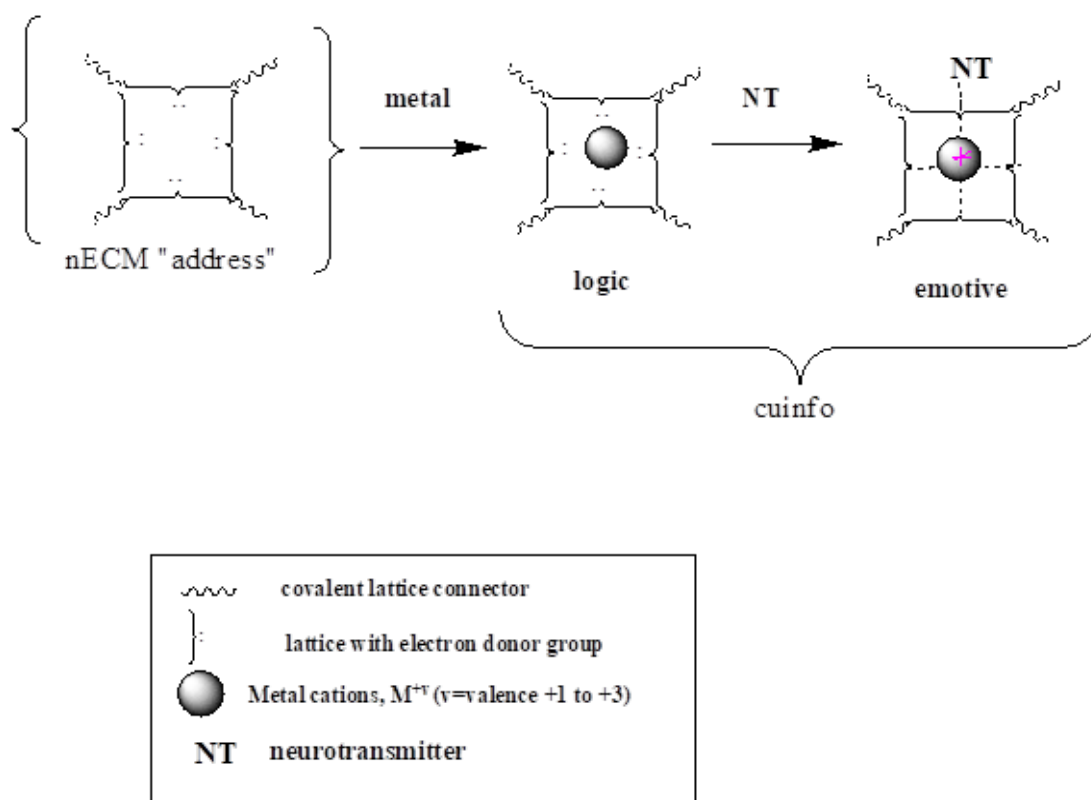 NT
metal
NT
nECM "address"
logic
emotive
cuinfo
covalent lattice connector
lattice with electron donor group
Metal cations, M⁺ᵛ (v=valence +1 to +3)
NT neurotransmitter